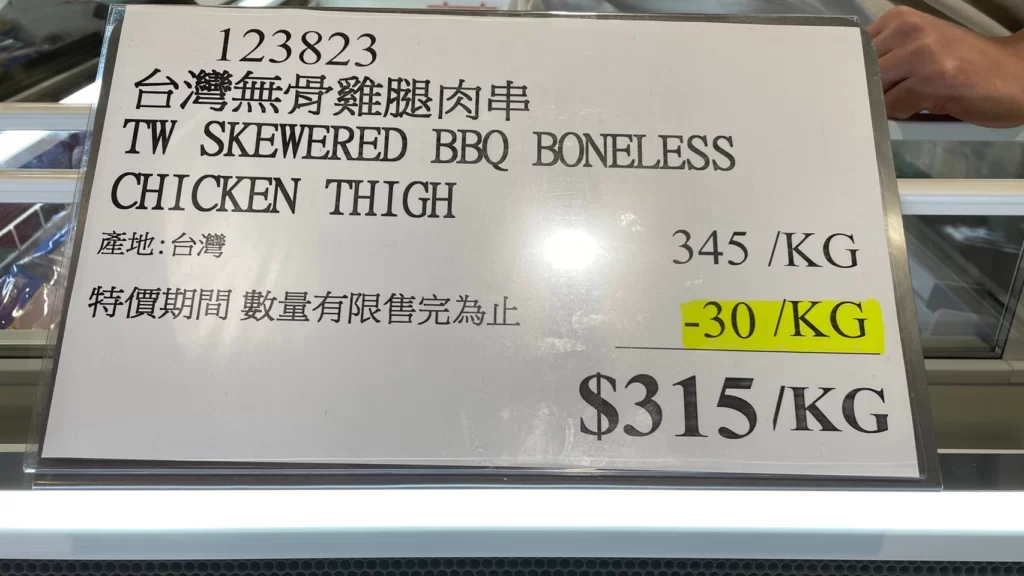 123823
台灣無骨雞腿肉串
TW SKEWERED BBQ BONELESS
CHICKEN THIGH
產地:台灣
345 /KG
特價期間 數量有限售完為止
-30 /KG
$315/KG